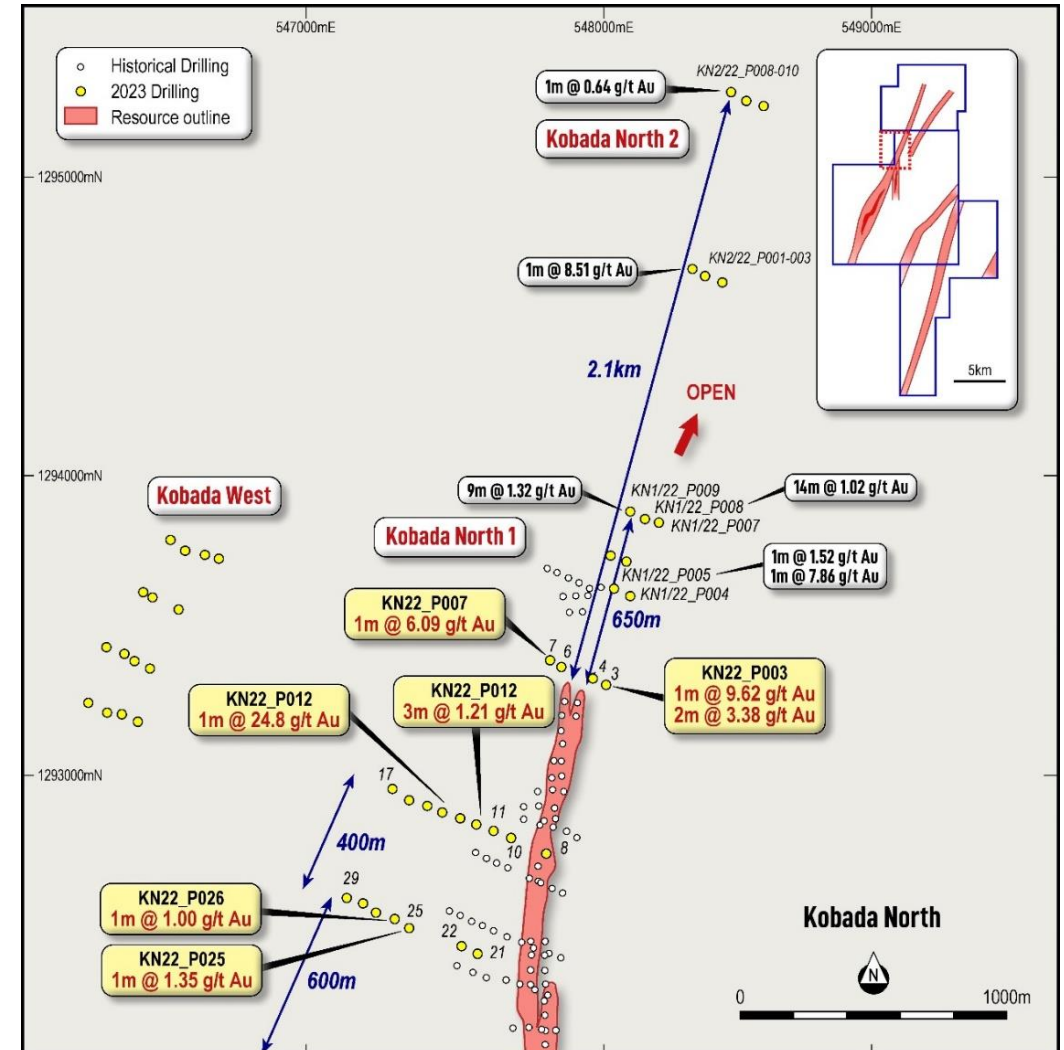 547000mE
548000mE
549000mE
Historical Drilling
2023 Drilling
Resource outline
1m @ 0.64 g/t Au
KN2/22_P008-010
Kobada North 2
1295000mN
1m @ 8.51 g/t Au
KN2/22_P001-003
5km
2.1km
OPEN
1294000mN
Kobada West
9m @ 1.32 g/t Au
KN1/22_P009
KN1/22_P008
KN1/22_P007
14m @ 1.02 g/t Au
Kobada North 1
KN1/22_P005
KN1/22_P004
1m @ 1.52 g/t Au
1m @ 7.86 g/t Au
650m
KN22_P007
1m @ 6.09 g/t Au
7 6
4 3
KN22_P003
1m @ 9.62 g/t Au
2m @ 3.38 g/t Au
KN22_P012
1m @ 24.8 g/t Au
KN22_P012
3m @ 1.21 g/t Au
1293000mN
17
11
10
8
400m
29
25
22
21
KN22_P026
1m @ 1.00 g/t Au
KN22_P025
1m @ 1.35 g/t Au
600m
Kobada North
N
0
1000m